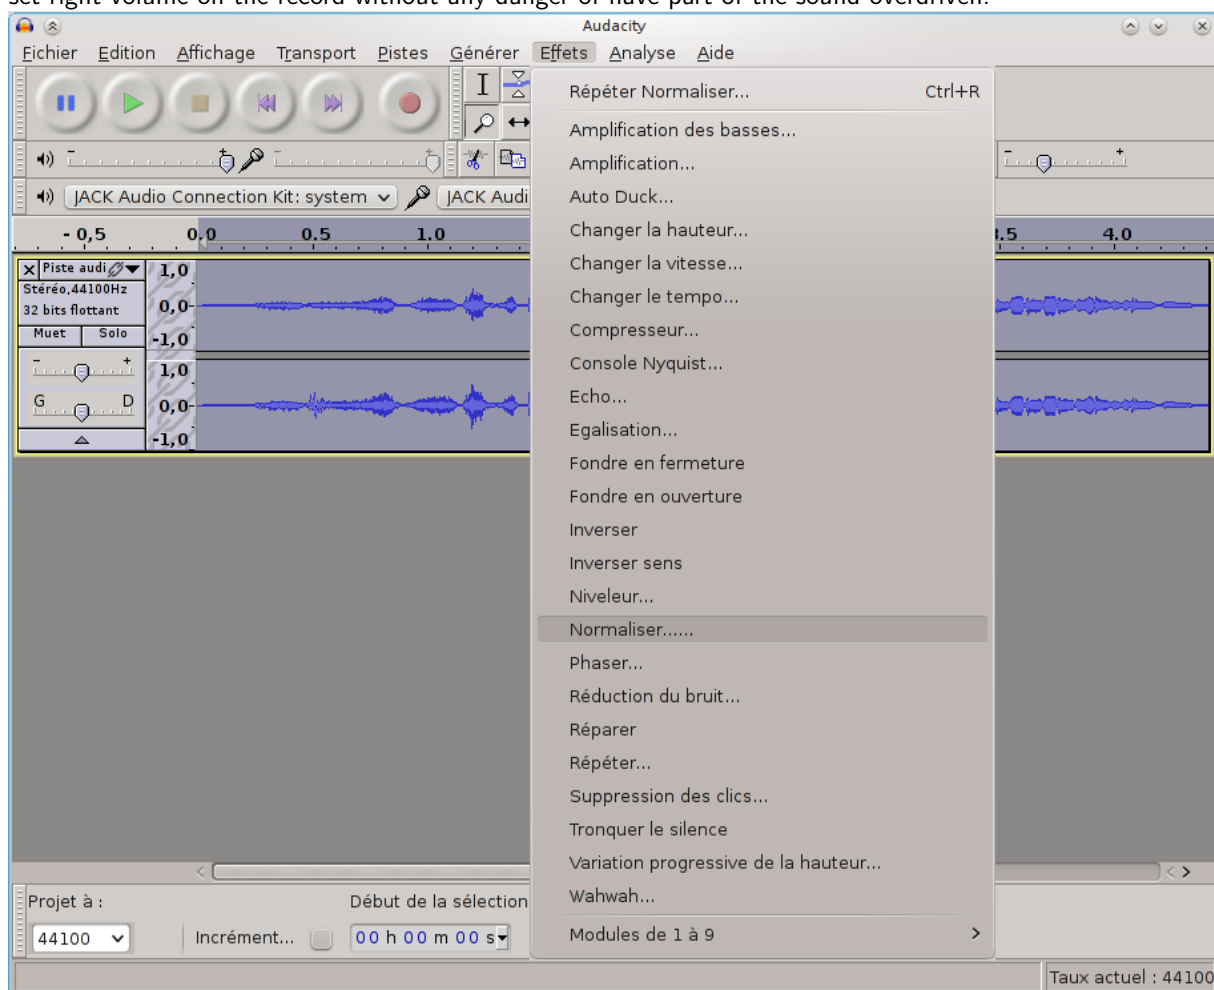 set right volume on the record without any danger of have part of the sound overdriven.
Audacity
Fichier Edition Affichage Transport Pistes Générer Effets Analyse Aide
Répéter Normaliser... Ctrl+R
Amplification des basses...
Amplification...
Auto Duck...
Changer la hauteur...
Changer la vitesse...
Changer le tempo...
Compresseur...
Console Nyquist...
Echo...
Egalisation...
Fondre en fermeture
Fondre en ouverture
Inverser
Inverser sens
Niveleur...
Normaliser......
Phaser...
Réduction du bruit...
Réparer
Répéter...
Suppression des clics...
Tronquer le silence
Variation progressive de la hauteur...
Wahwah...
Modules de 1 à 9
JACK Audio Connection Kit: system JACK Audi
- 0,5 0,0 0.5 1.0 3.5 4.0
Piste audi
Stéréo,44100Hz
32 bits flottant
Muet Solo
- +
G D
1,0
0,0
-1,0
1,0
0,0
-1,0
Projet à : Début de la sélection
44100 Incrément... 00 h 00 m 00 s
Taux actuel : 44100